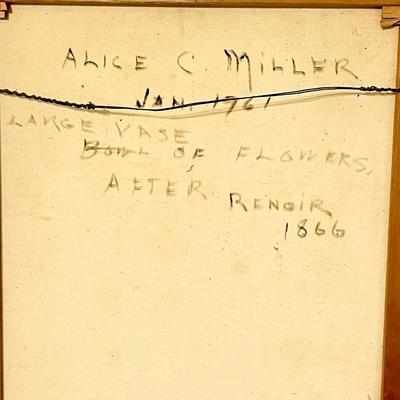 ALICE C. MILLER
JAN. 1961
LARGE VASE
BOWL OF FLOWERS,
AFTER
RENOIR
1866